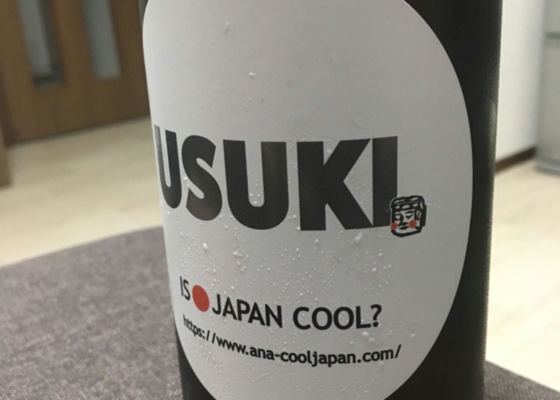 USUKI
IS JAPAN COOL?
https://www.ana-cooljapan.com/